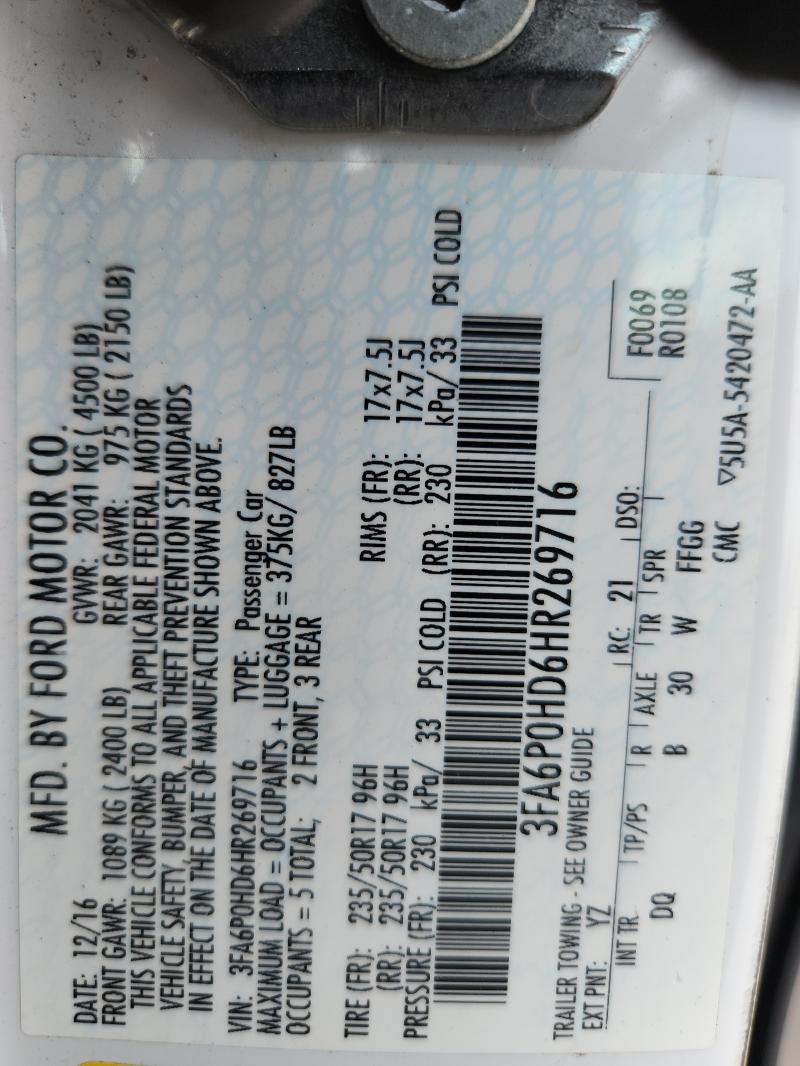 MFD. BY FORD MOTOR CO.
DATE: 12/16 GVWR: 2041 KG ( 4500 LB)
FRONT GAWR: 1089 KG ( 2400 LB) REAR GAWR: 975 KG ( 2150 LB)
THIS VEHICLE CONFORMS TO ALL APPLICABLE FEDERAL MOTOR
VEHICLE SAFETY, BUMPER, AND THEFT PREVENTION STANDARDS
IN EFFECT ON THE DATE OF MANUFACTURE SHOWN ABOVE.
VIN: 3FA6P0HD6HR269716 TYPE: Passenger Car
MAXIMUM LOAD = OCCUPANTS + LUGGAGE = 375KG/ 827LB
OCCUPANTS = 5 TOTAL; 2 FRONT, 3 REAR
TIRE (FR): 235/50R17 96H RIMS (FR): 17x7.5J
(RR): 235/50R17 96H (RR): 17x7.5J
PRESSURE (FR): 230 kPa/ 33 PSI COLD (RR): 230 kPa/ 33 PSI COLD
3FA6P0HD6HR269716
TRAILER TOWING - SEE OWNER GUIDE
EXT PNT: YZ RC: 21 DSO: F0069
R0108
INT TR TP/PS R AXLE TR SPR
DQ B 30 W FFGG
CMC ▽5U5A-5420472-AA